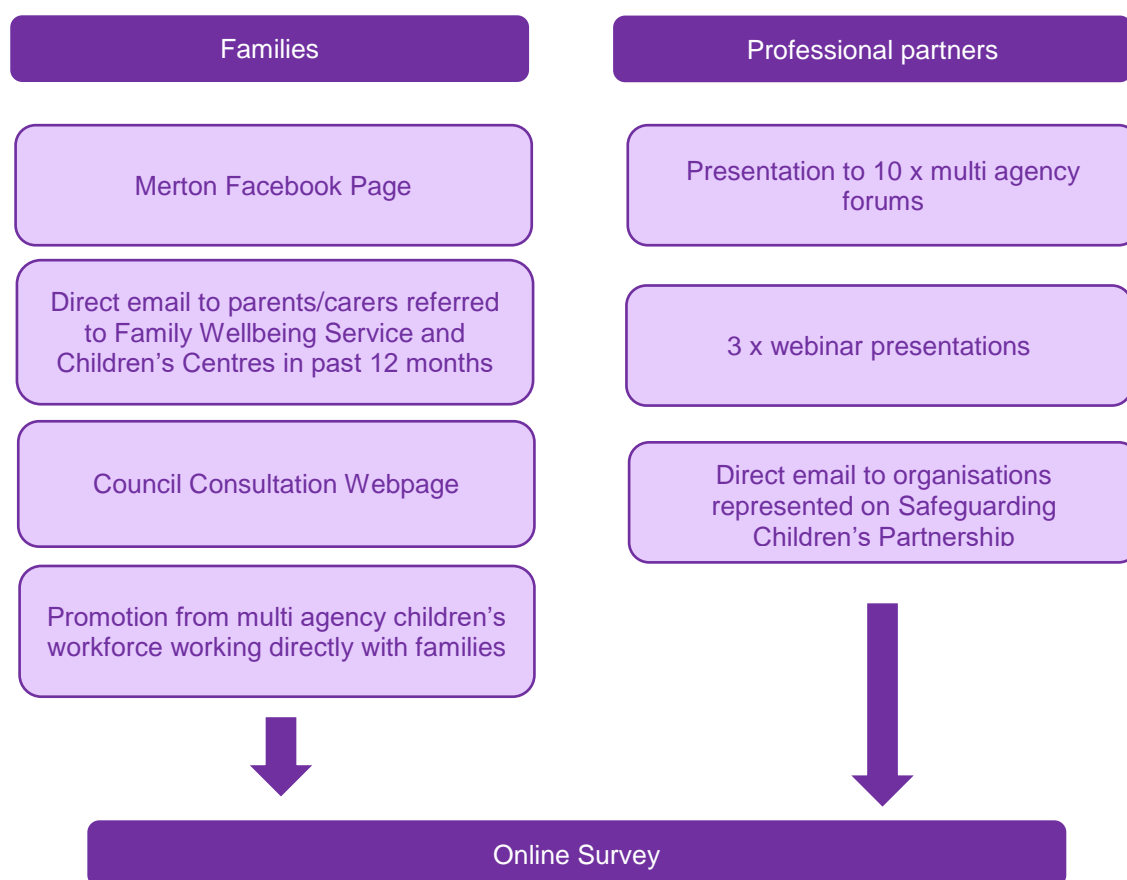 Families
Merton Facebook Page
Direct email to parents/carers referred
to Family Wellbeing Service and
Children’s Centres in past 12 months
Council Consultation Webpage
Promotion from multi agency children’s
workforce working directly with families
Professional partners
Presentation to 10 x multi agency
forums
3 x webinar presentations
Direct email to organisations
represented on Safeguarding
Children’s Partnership
Online Survey